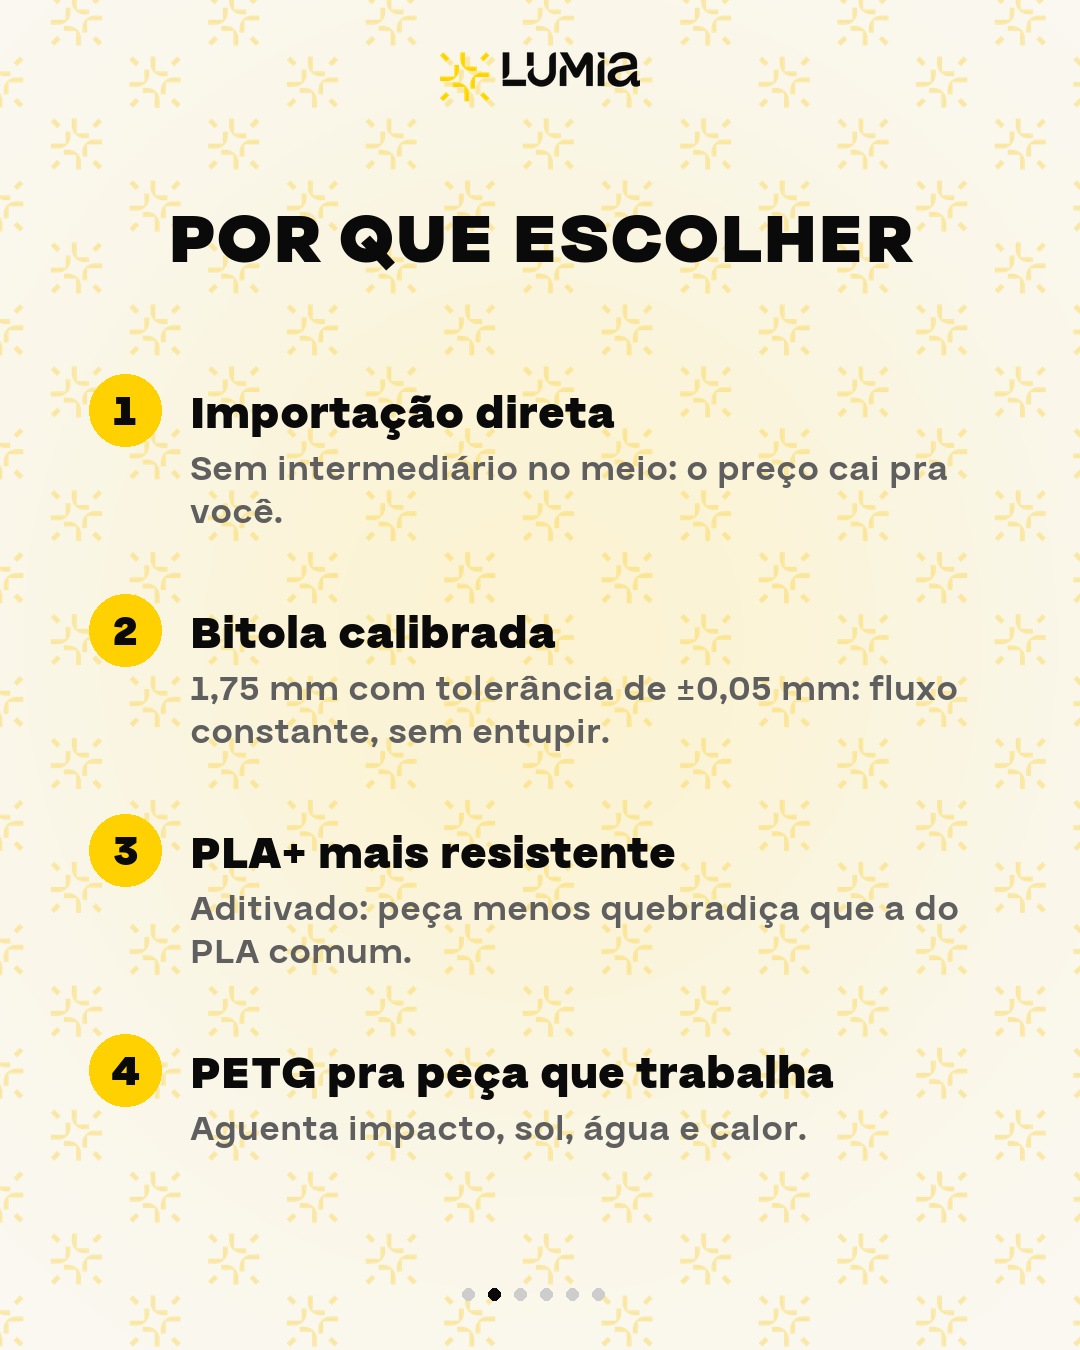 LUMia
POR QUE ESCOLHER
1
Importação direta
Sem intermediário no meio: o preço cai pra
você.
2
Bitola calibrada
1,75 mm com tolerância de ±0,05 mm: fluxo
constante, sem entupir.
3
PLA+ mais resistente
Aditivado: peça menos quebradiça que a do
PLA comum.
4
PETG pra peça que trabalha
Aguenta impacto, sol, água e calor.